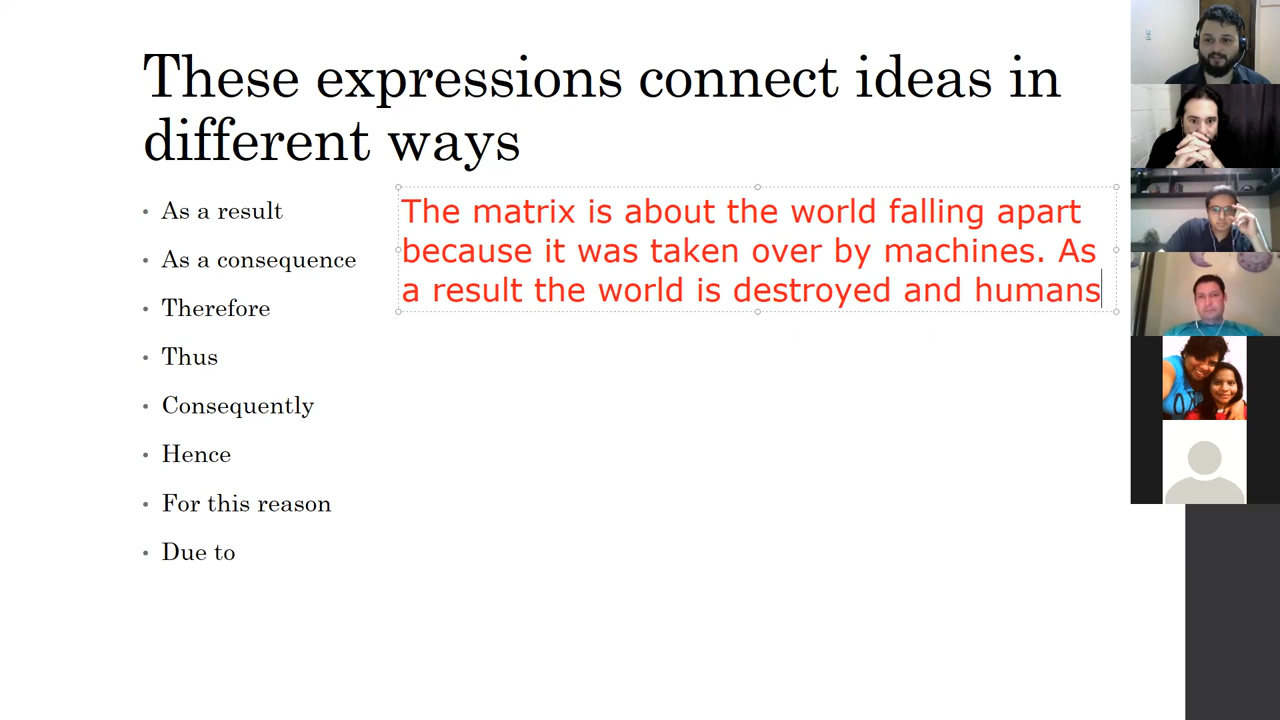 These expressions connect ideas in
different ways
As a result
As a consequence
Therefore
Thus
Consequently
Hence
For this reason
Due to
The matrix is about the world falling apart
because it was taken over by machines. As
a result the world is destroyed and humans